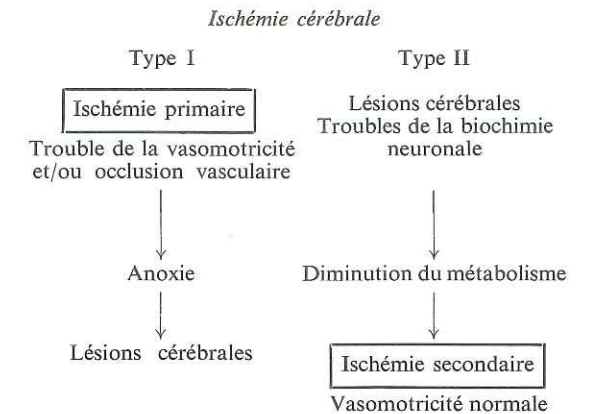 Ischémie cérébrale
Type I
Ischémie primaire
Trouble de la vasomotricité
et/ou occlusion vasculaire
Anoxie
Lésions cérébrales
Type II
Lésions cérébrales
Troubles de la biochimie
neuronale
Diminution du métabolisme
Ischémie secondaire
Vasomotricité normale